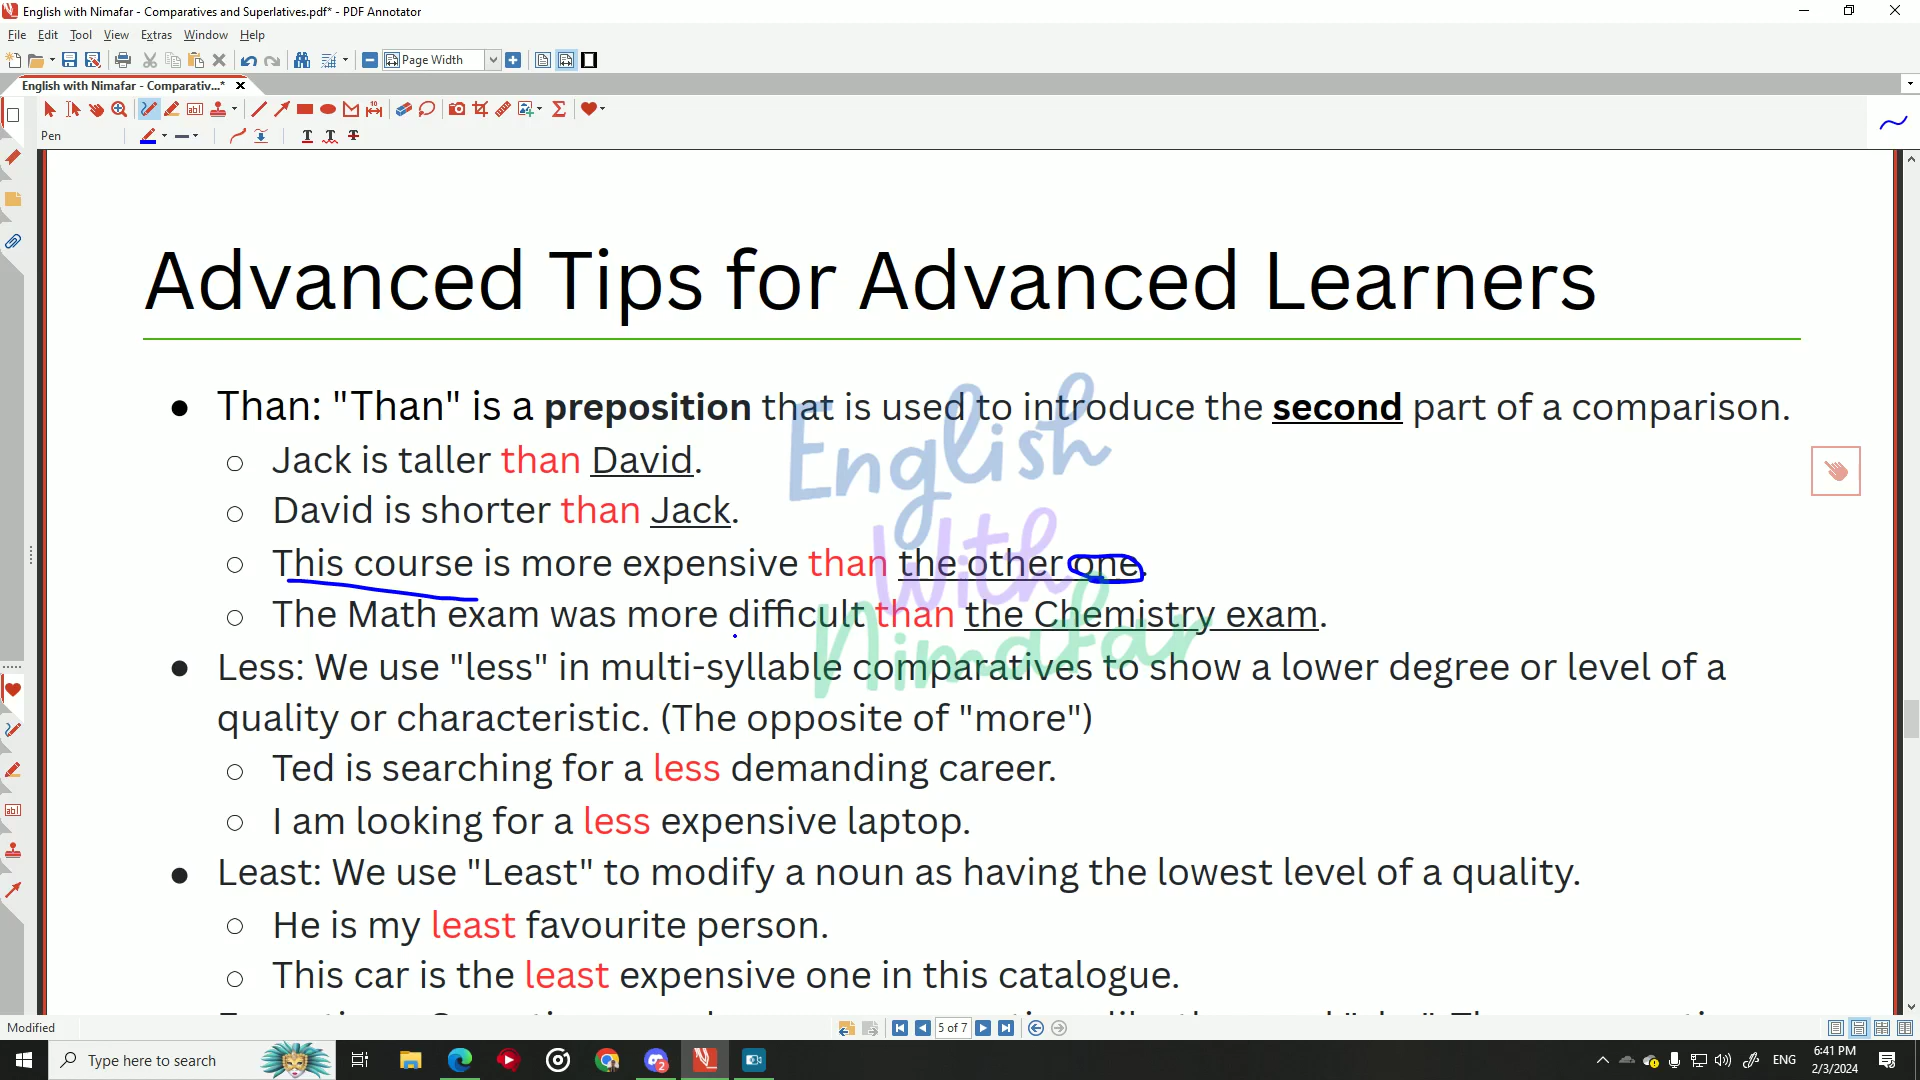 English with Nimafar - Comparatives and Superlatives.pdf* - PDF Annotator
File Edit Tool View Extras Window Help
Page Width
English with Nimafar - Comparativ...*
Pen
Advanced Tips for Advanced Learners
● Than: "Than" is a preposition that is used to introduce the second part of a comparison.
○ Jack is taller than David.
○ David is shorter than Jack.
○ This course is more expensive than the other one.
○ The Math exam was more difficult than the Chemistry exam.
● Less: We use "less" in multi-syllable comparatives to show a lower degree or level of a
quality or characteristic. (The opposite of "more")
○ Ted is searching for a less demanding career.
○ I am looking for a less expensive laptop.
● Least: We use "Least" to modify a noun as having the lowest level of a quality.
○ He is my least favourite person.
○ This car is the least expensive one in this catalogue.
English
With
Nimafar
Modified
5 of 7
Type here to search
2
ENG
6:41 PM
2/3/2024